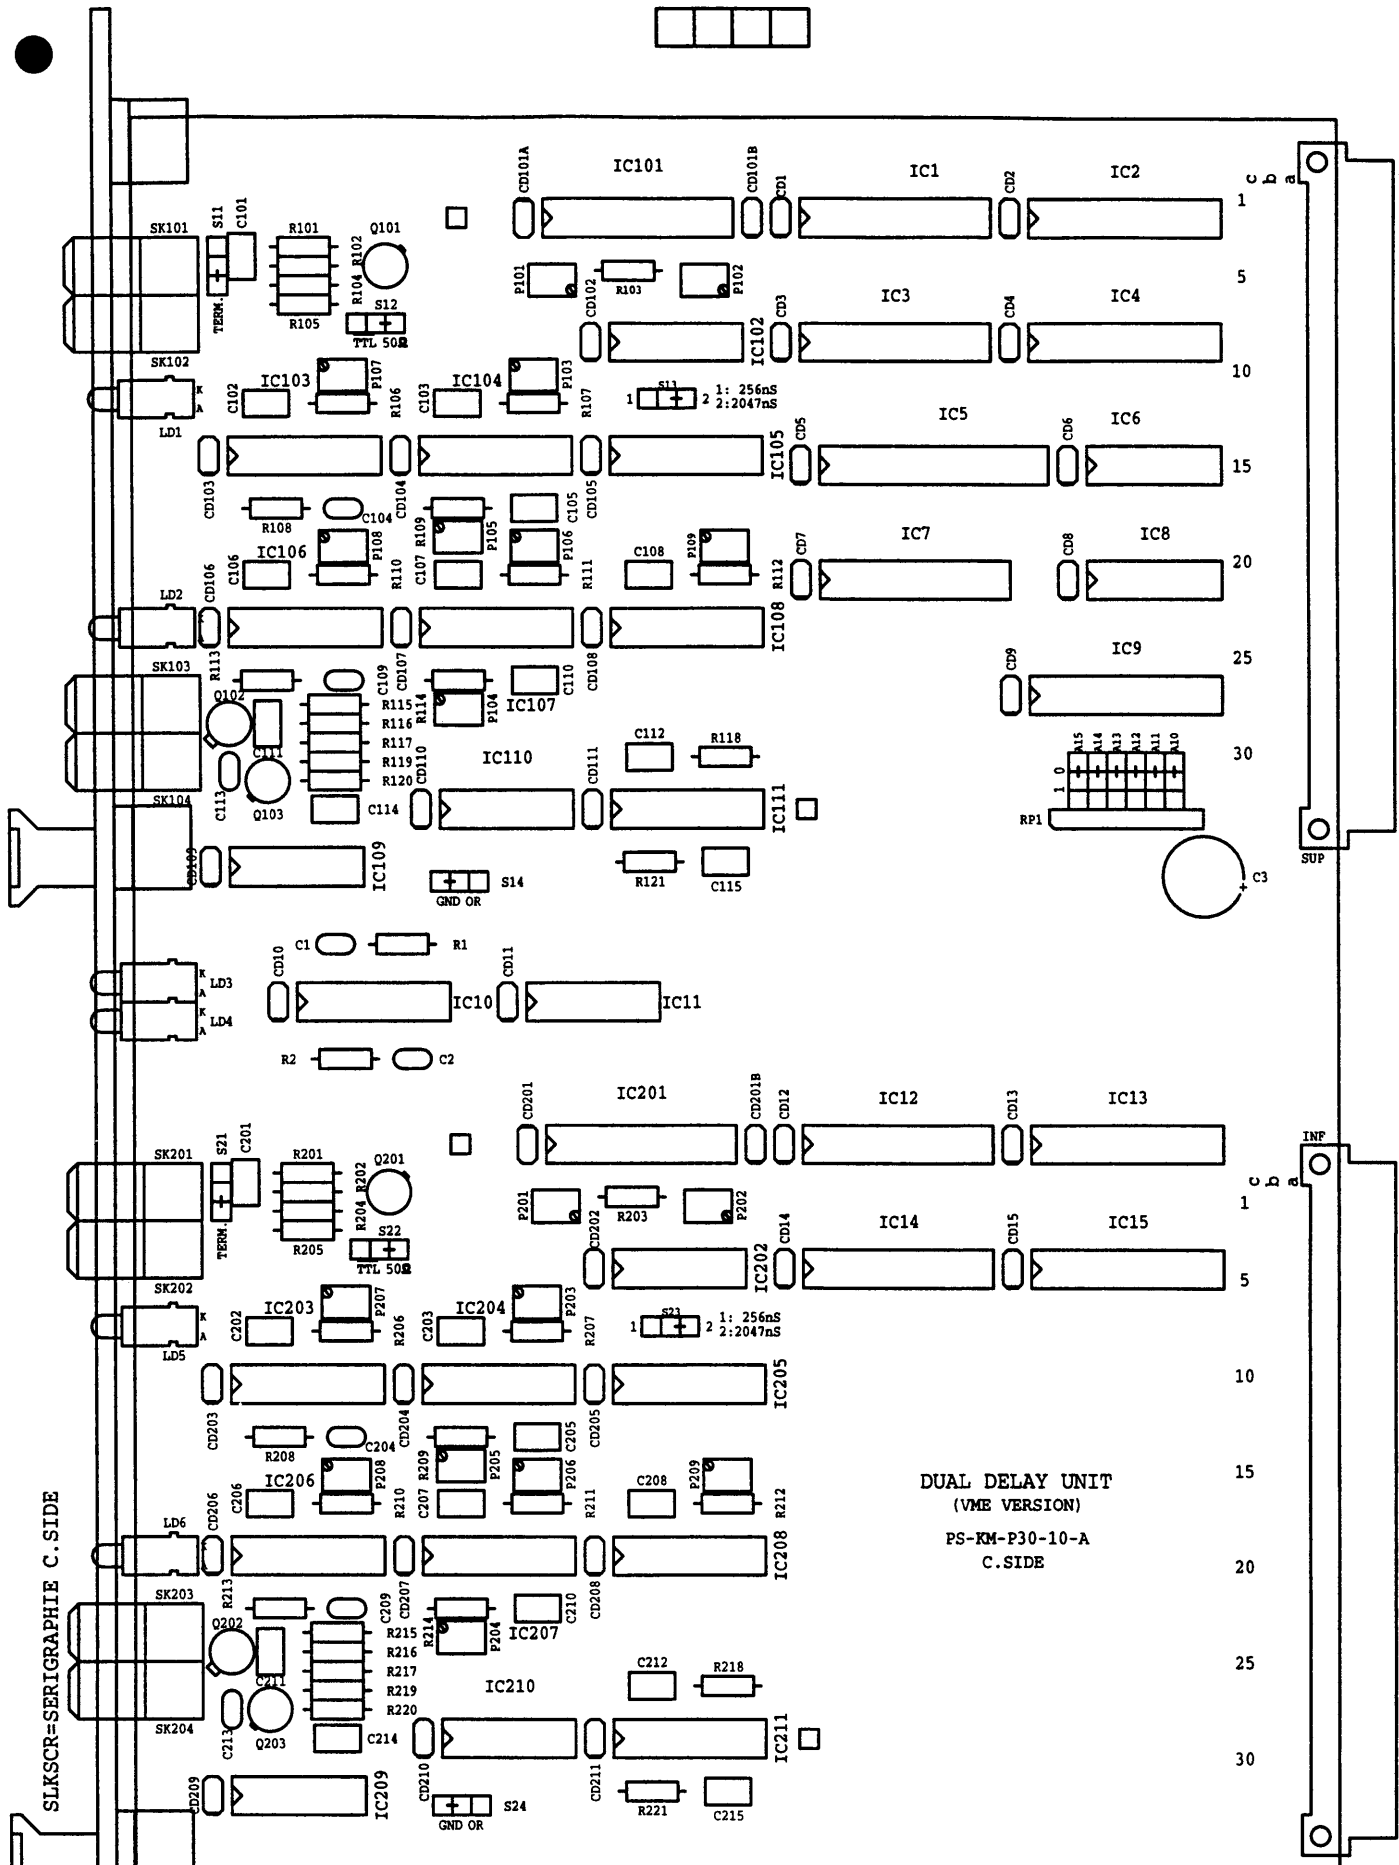 CD101A
IC101
CD101B
CD1
IC1
CD2
IC2
c b a
1
SK101
S11
C101
R101
R102
Q101
P101
R103
P102
5
TERM.
R104
R105
S12
TTL 50Ω
CD102
IC102
CD3
IC3
CD4
IC4
SK102
10
K
A
LD1
C102
IC103
P107
R106
C103
IC104
P103
R107
1
S13
2
1: 256nS
2:2047nS
CD103
CD104
CD105
IC105
CD5
IC5
CD6
IC6
15
R108
C104
R109
P105
C105
C106
IC106
P108
R110
C107
P106
R111
C108
P109
R112
CD7
IC7
CD8
IC8
20
LD2
CD106
CD107
CD108
IC108
SK103
R113
C109
R114
P104
C110
IC107
CD9
IC9
25
Q102
C111
R115
R116
R117
R119
R120
C113
Q103
C114
SK104
CD110
IC110
CD111
C112
R118
IC111
A15
A14
A13
A12
A11
A10
1 0
30
RP1
SUP
CD109
IC109
S14
GND OR
R121
C115
+
C3
C1
R1
K
A
LD3
K
A
LD4
CD10
IC10
CD11
IC11
R2
C2
CD201
IC201
CD201B
CD12
IC12
CD13
IC13
INF
c b a
1
SK201
S21
C201
R201
R202
Q201
P201
R203
P202
TERM.
R204
R205
S22
TTL 50Ω
CD202
IC202
CD14
IC14
CD15
IC15
5
SK202
K
A
LD5
C202
IC203
P207
R206
C203
IC204
P203
R207
1
S23
2
1: 256nS
2:2047nS
CD203
CD204
CD205
IC205
10
R208
C204
R209
P205
C205
C206
IC206
P208
R210
C207
P206
R211
C208
P209
R212
15
DUAL DELAY UNIT
(VME VERSION)
PS-KM-P30-10-A
C.SIDE
LD6
CD206
CD207
CD208
IC208
20
SK203
R213
C209
R214
P204
C210
IC207
Q202
C211
R215
R216
R217
R219
R220
C213
Q203
C214
SK204
CD210
IC210
CD211
C212
R218
IC211
25
30
CD209
IC209
S24
GND OR
R221
C215
SLKSCR=SERIGRAPHIE C.SIDE